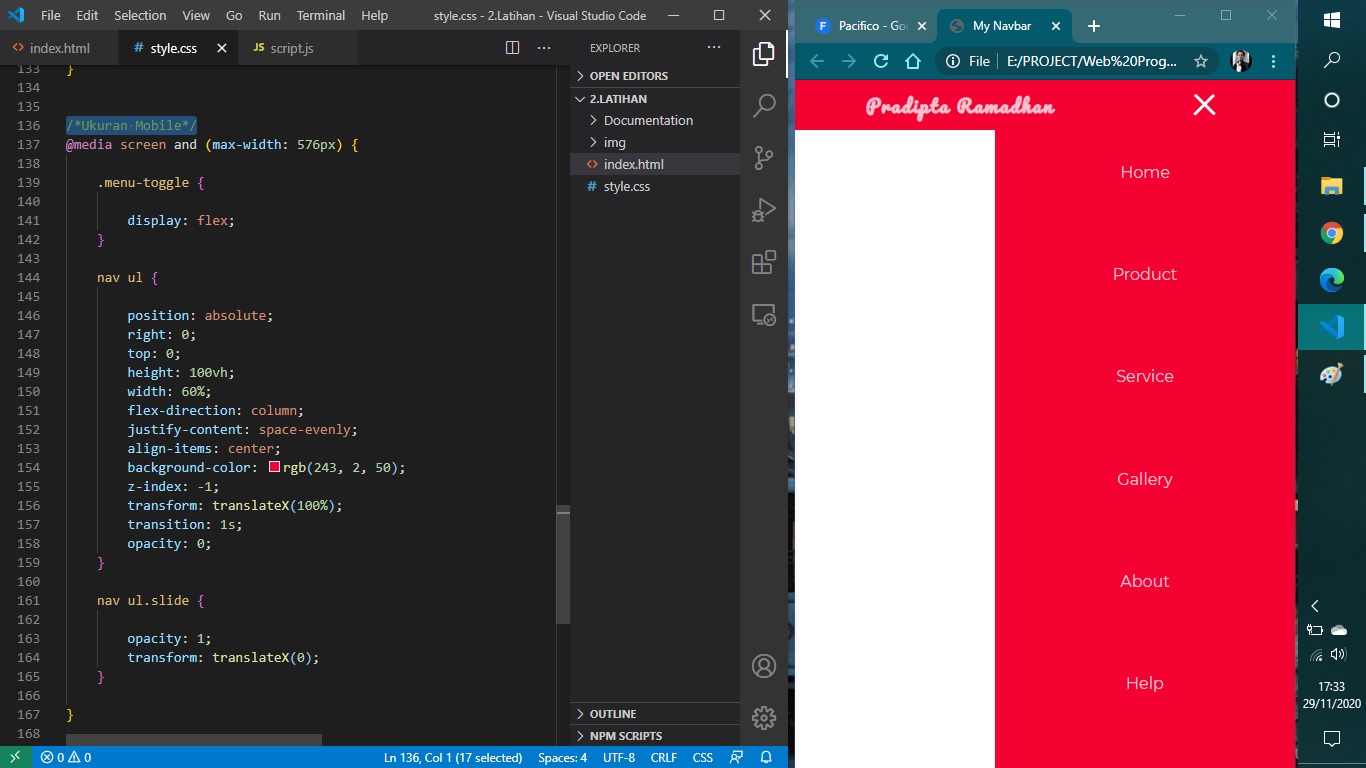 File Edit Selection View Go Run Terminal Help style.css - 2.Latihan - Visual Studio Code
index.html
# style.css
JS script.js
133 }
134
135
136 /*Ukuran Mobile*/
137 @media screen and (max-width: 576px) {
138
139 .menu-toggle {
140
141 display: flex;
142 }
143
144 nav ul {
145
146 position: absolute;
147 right: 0;
148 top: 0;
149 height: 100vh;
150 width: 60%;
151 flex-direction: column;
152 justify-content: space-evenly;
153 align-items: center;
154 background-color: rgb(243, 2, 50);
155 z-index: -1;
156 transform: translateX(100%);
157 transition: 1s;
158 opacity: 0;
159 }
160
161 nav ul.slide {
162
163 opacity: 1;
164 transform: translateX(0);
165 }
166
167 }
168
EXPLORER
OPEN EDITORS
2.LATIHAN
Documentation
img
index.html
# style.css
OUTLINE
NPM SCRIPTS
0 0 Ln 136, Col 1 (17 selected) Spaces: 4 UTF-8 CRLF CSS
Pacifico - Goo
My Navbar
File E:/PROJECT/Web%20Prog...
Pradipta Ramadhan
Home
Product
Service
Gallery
About
Help
17:33
29/11/2020